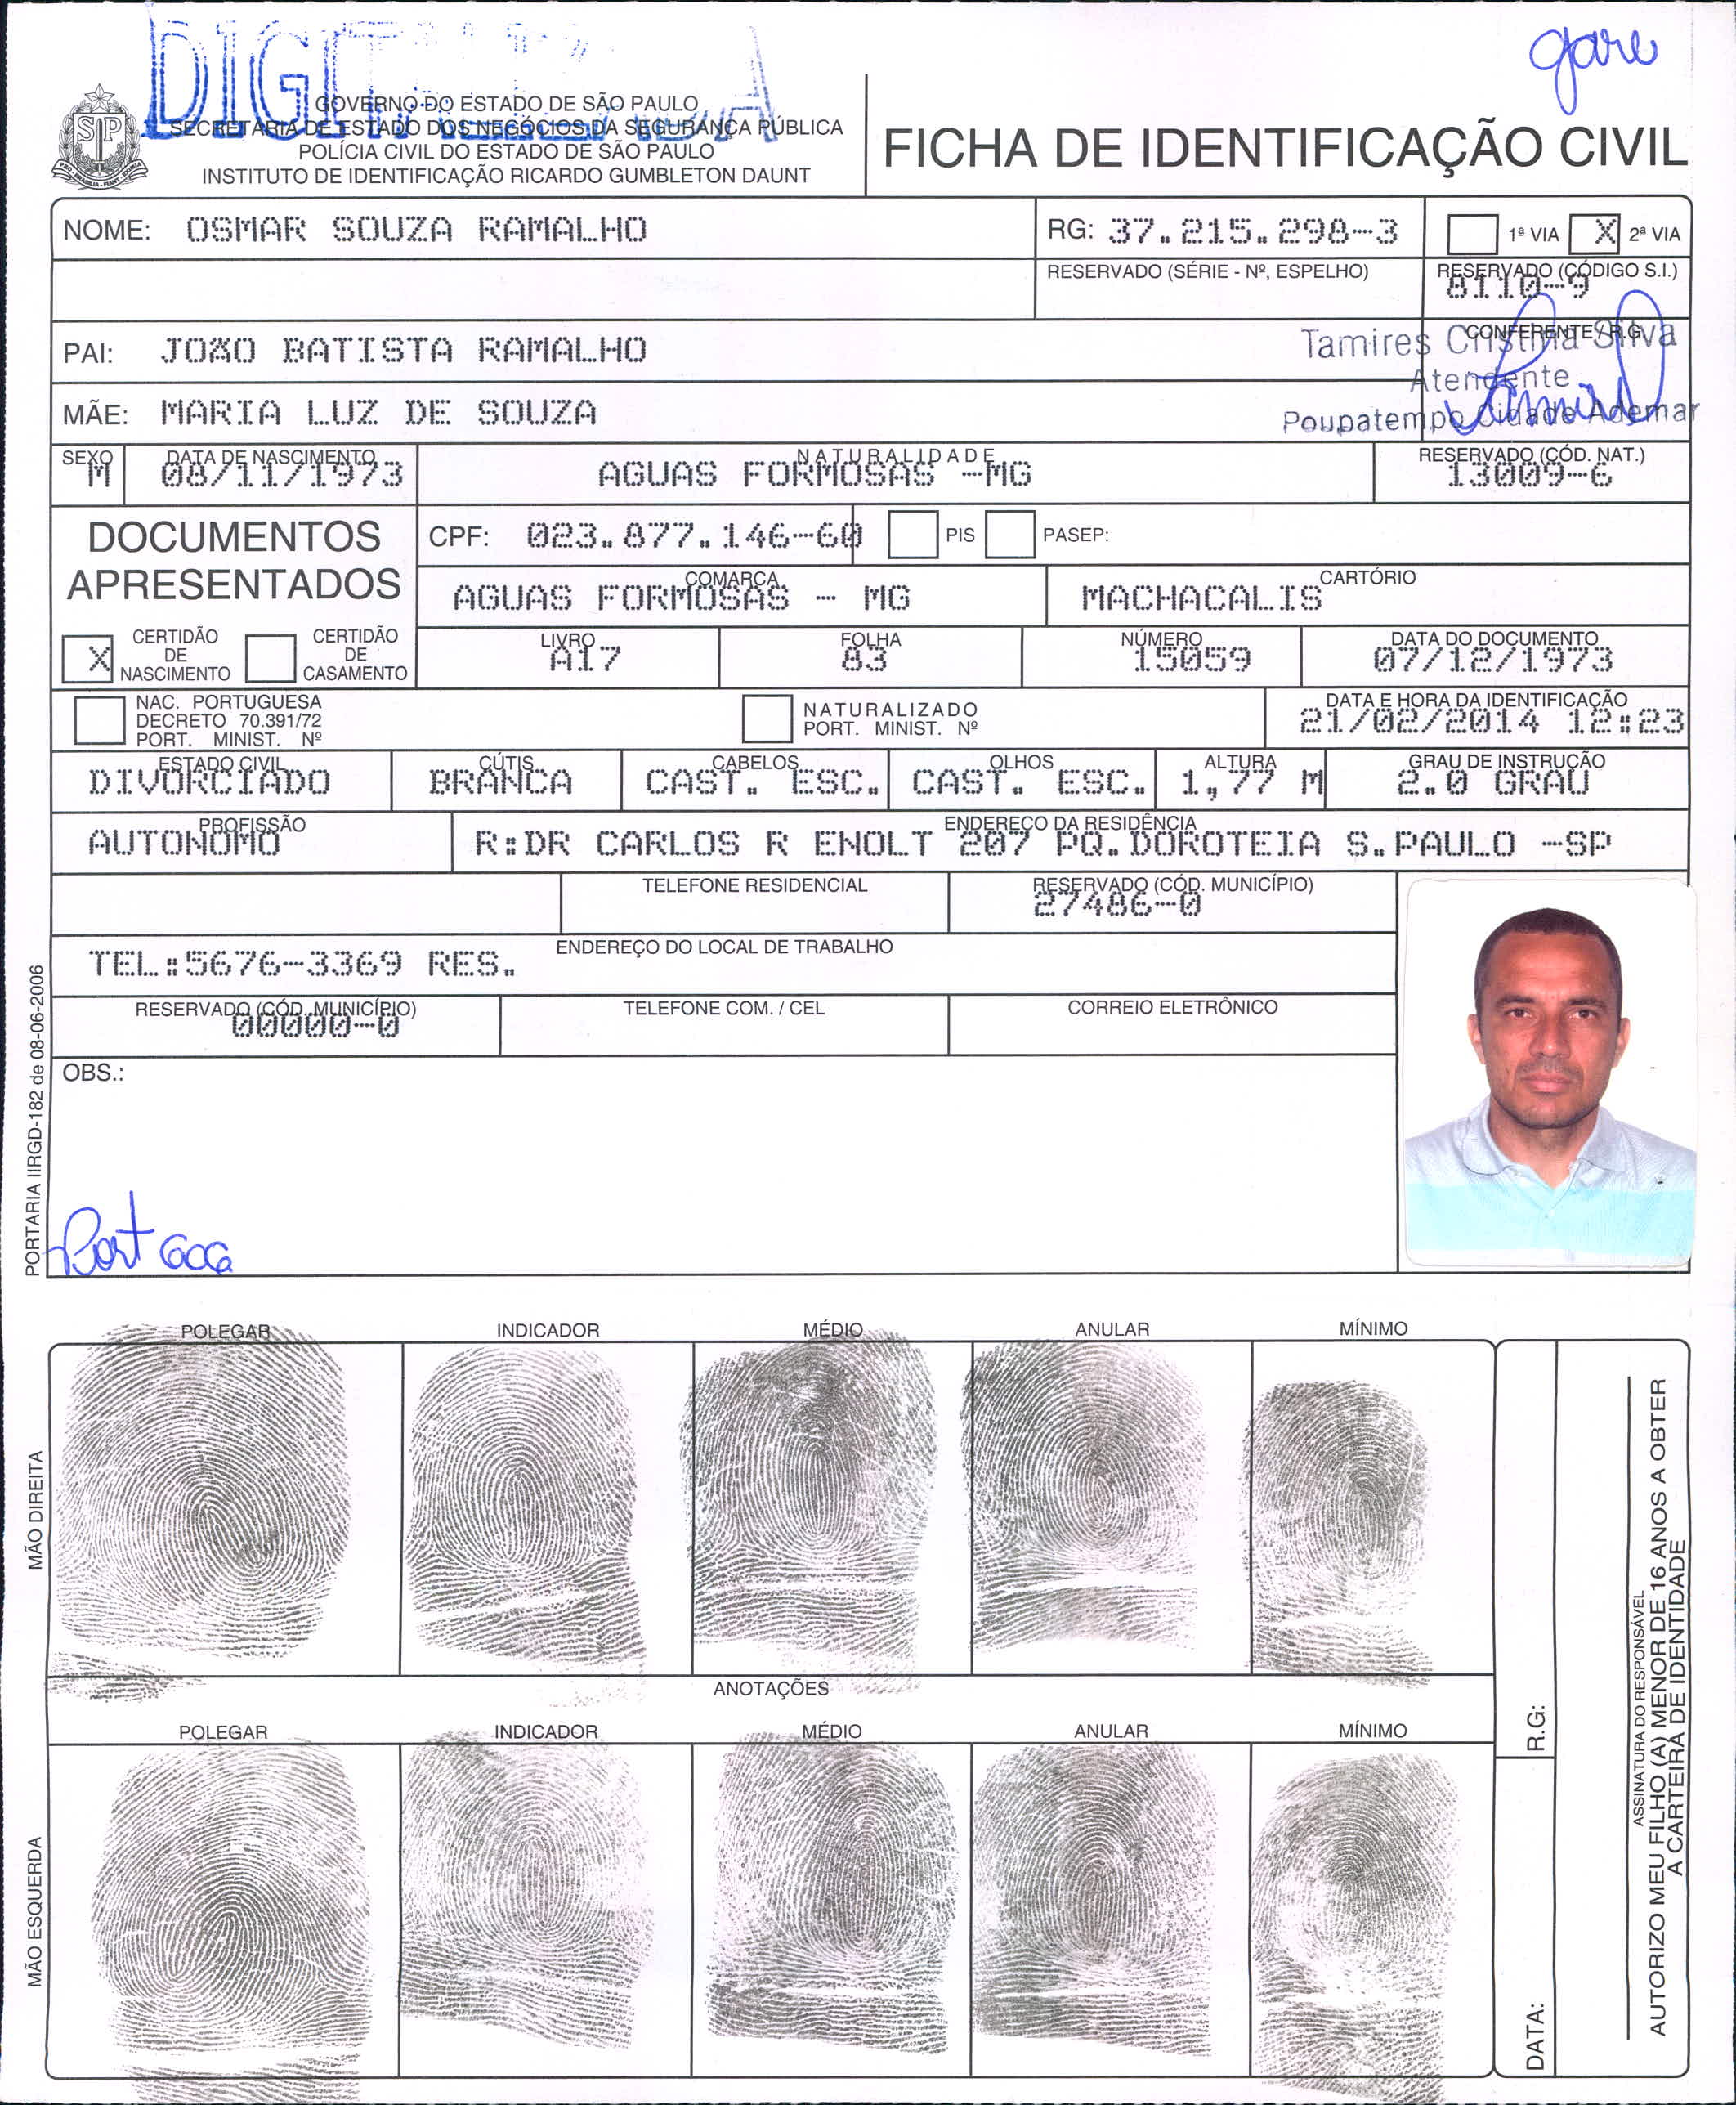 DIGITALIZADA
gare
GOVERNO DO ESTADO DE SÃO PAULO
SECRETARIA DE ESTADO DOS NEGÓCIOS DA SEGURANÇA PÚBLICA
POLÍCIA CIVIL DO ESTADO DE SÃO PAULO
INSTITUTO DE IDENTIFICAÇÃO RICARDO GUMBLETON DAUNT
SP
FICHA DE IDENTIFICAÇÃO CIVIL
NOME: OSMAR SOUZA RAMALHO RG: 37.215.298-3 1ª VIA X 2ª VIA
RESERVADO (SÉRIE - Nº, ESPELHO) RESERVADO (CÓDIGO S.I.)
8110-9
PAI: JOÃO BATISTA RAMALHO CONFERENTE / R.G.
Tamires Cristina Silva
Atendente
Poupatempo Cidade Ademar
MÃE: MARIA LUZ DE SOUZA
SEXO DATA DE NASCIMENTO NATURALIDADE RESERVADO (CÓD. NAT.)
M 08/11/1973 AGUAS FORMOSAS -MG 13009-6
DOCUMENTOS APRESENTADOS
CPF: 023.877.146-60 PIS PASEP:
COMARCA CARTÓRIO
AGUAS FORMOSAS - MG MACHACALIS
X CERTIDÃO DE NASCIMENTO CERTIDÃO DE CASAMENTO
LIVRO FOLHA NÚMERO DATA DO DOCUMENTO
A17 83 15059 07/12/1973
NAC. PORTUGUESA
DECRETO 70.391/72
PORT. MINIST. Nº
NATURALIZADO
PORT. MINIST. Nº
DATA E HORA DA IDENTIFICAÇÃO
21/02/2014 12:23
ESTADO CIVIL CÚTIS CABELOS OLHOS ALTURA GRAU DE INSTRUÇÃO
DIVORCIADO BRANCA CAST. ESC. CAST. ESC. 1,77 M 2.0 GRAU
PROFISSÃO ENDEREÇO DA RESIDÊNCIA
AUTONOMO R:DR CARLOS R ENOLT 207 PQ.DOROTEIA S.PAULO -SP
TELEFONE RESIDENCIAL RESERVADO (CÓD. MUNICÍPIO)
27486-0
ENDEREÇO DO LOCAL DE TRABALHO
TEL:5676-3369 RES.
RESERVADO (CÓD. MUNICÍPIO) TELEFONE COM. / CEL CORREIO ELETRÔNICO
00000-0
OBS.:
PORTARIA IIRGD-182 de 08-06-2006
POLEGAR INDICADOR MÉDIO ANULAR MÍNIMO
MÃO DIREITA
ANOTAÇÕES
POLEGAR INDICADOR MÉDIO ANULAR MÍNIMO
MÃO ESQUERDA
R.G:
DATA:
ASSINATURA DO RESPONSÁVEL
AUTORIZO MEU FILHO (A) MENOR DE 16 ANOS A OBTER
A CARTEIRA DE IDENTIDADE